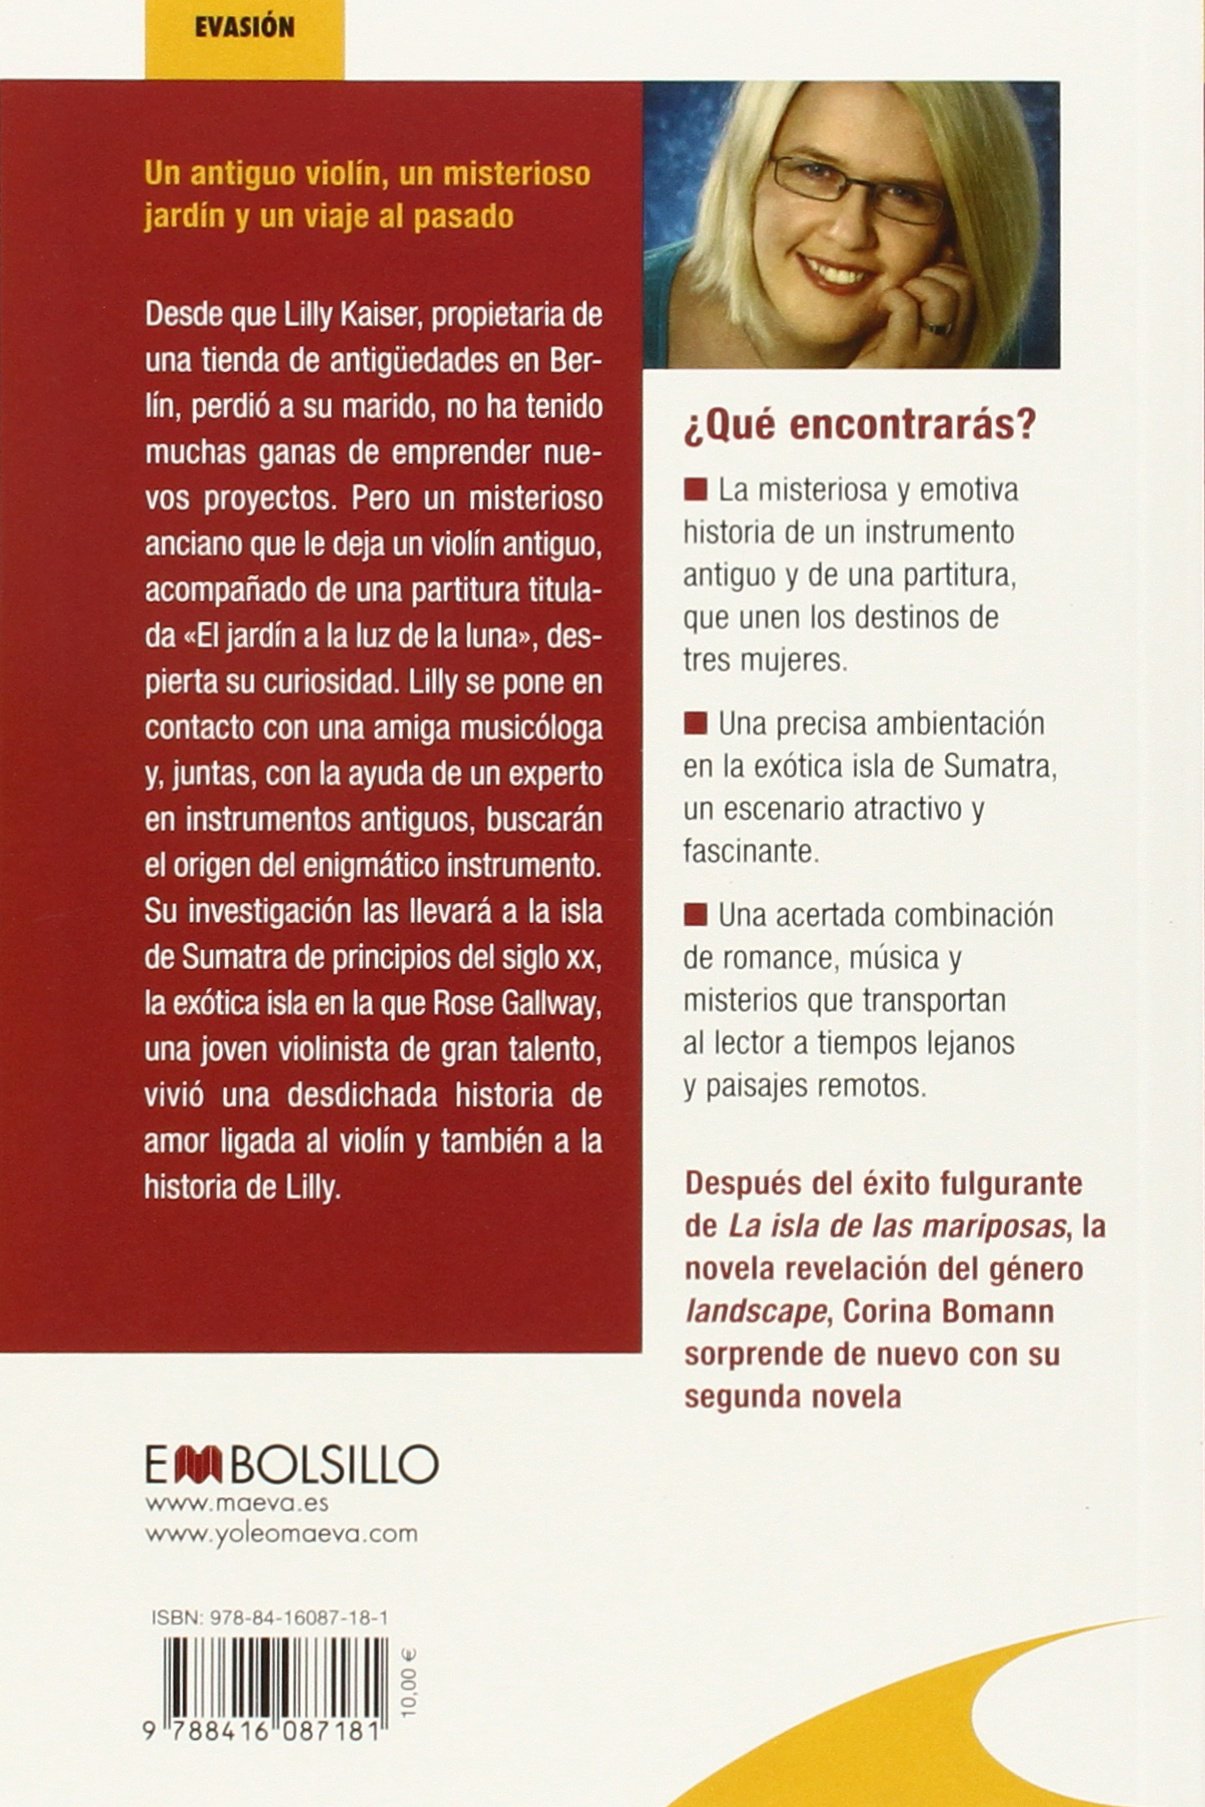 EVASIÓN
Un antiguo violín, un misterioso
jardín y un viaje al pasado
Desde que Lilly Kaiser, propietaria de
una tienda de antigüedades en Ber-
lín, perdió a su marido, no ha tenido
muchas ganas de emprender nue-
vos proyectos. Pero un misterioso
anciano que le deja un violín antiguo,
acompañado de una partitura titula-
da «El jardín a la luz de la luna», des-
pierta su curiosidad. Lilly se pone en
contacto con una amiga musicóloga
y, juntas, con la ayuda de un experto
en instrumentos antiguos, buscarán
el origen del enigmático instrumento.
Su investigación las llevará a la isla
de Sumatra de principios del siglo XX,
la exótica isla en la que Rose Gallway,
una joven violinista de gran talento,
vivió una desdichada historia de
amor ligada al violín y también a la
historia de Lilly.
¿Qué encontrarás?
■ La misteriosa y emotiva
historia de un instrumento
antiguo y de una partitura,
que unen los destinos de
tres mujeres.
■ Una precisa ambientación
en la exótica isla de Sumatra,
un escenario atractivo y
fascinante.
■ Una acertada combinación
de romance, música y
misterios que transportan
al lector a tiempos lejanos
y paisajes remotos.
Después del éxito fulgurante
de La isla de las mariposas, la
novela revelación del género
landscape, Corina Bomann
sorprende de nuevo con su
segunda novela
EMBOLSILLO
www.maeva.es
www.yoleomaeva.com
ISBN: 978-84-16087-18-1
10,00 €
9 788416 087181